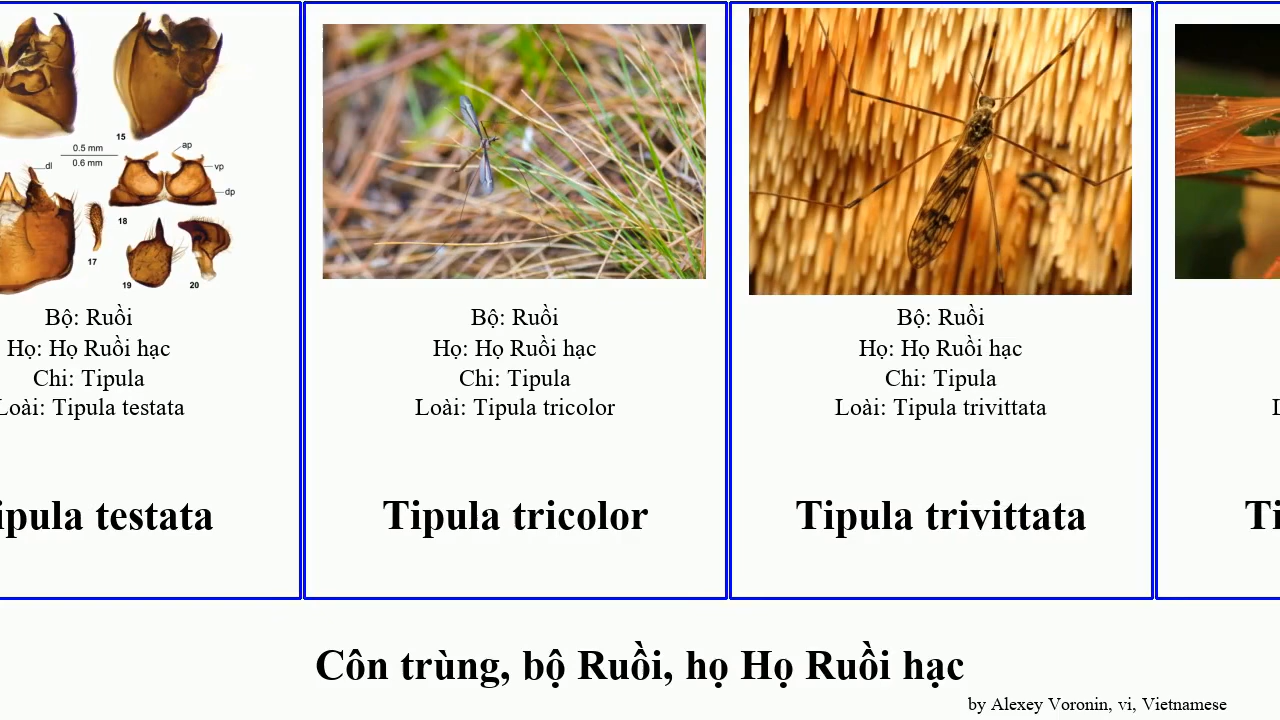 15
0.5 mm
0.6 mm
ap
dl
vp
dp
18
17
19
20
Bộ: Ruồi
Họ: Họ Ruồi hạc
Chi: Tipula
Loài: Tipula testata
ipula testata
Bộ: Ruồi
Họ: Họ Ruồi hạc
Chi: Tipula
Loài: Tipula tricolor
Tipula tricolor
Bộ: Ruồi
Họ: Họ Ruồi hạc
Chi: Tipula
Loài: Tipula trivittata
Tipula trivittata
Ti
Côn trùng, bộ Ruồi, họ Họ Ruồi hạc
by Alexey Voronin, vi, Vietnamese